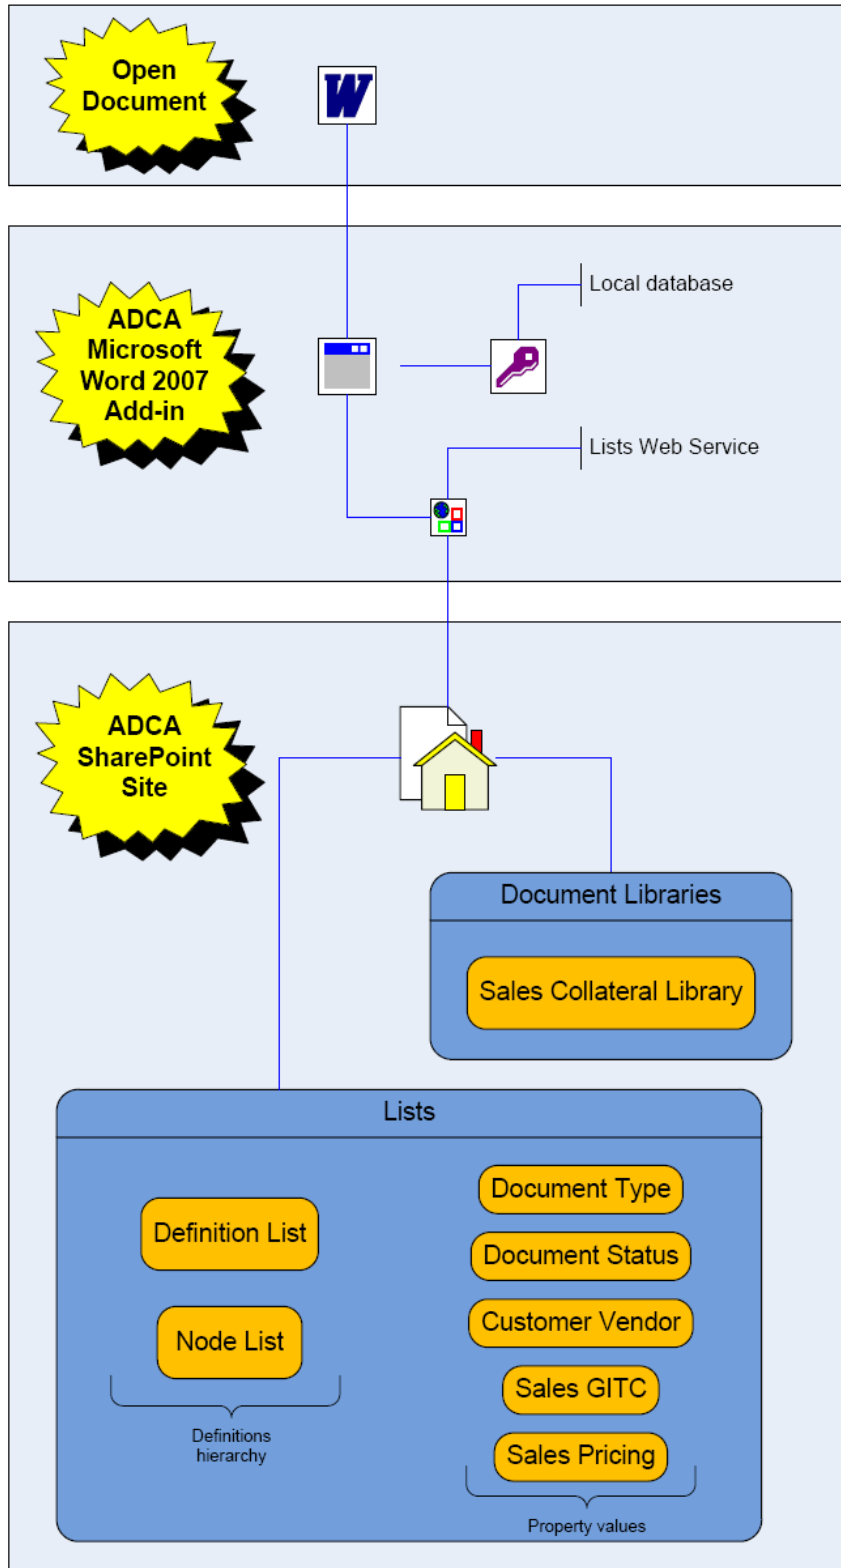 Open
Document
W
ADCA
Microsoft
Word 2007
Add-in
Local database
Lists Web Service
ADCA
SharePoint
Site
Document Libraries
Sales Collateral Library
Lists
Definition List
Node List
Definitions
hierarchy
Document Type
Document Status
Customer Vendor
Sales GITC
Sales Pricing
Property values